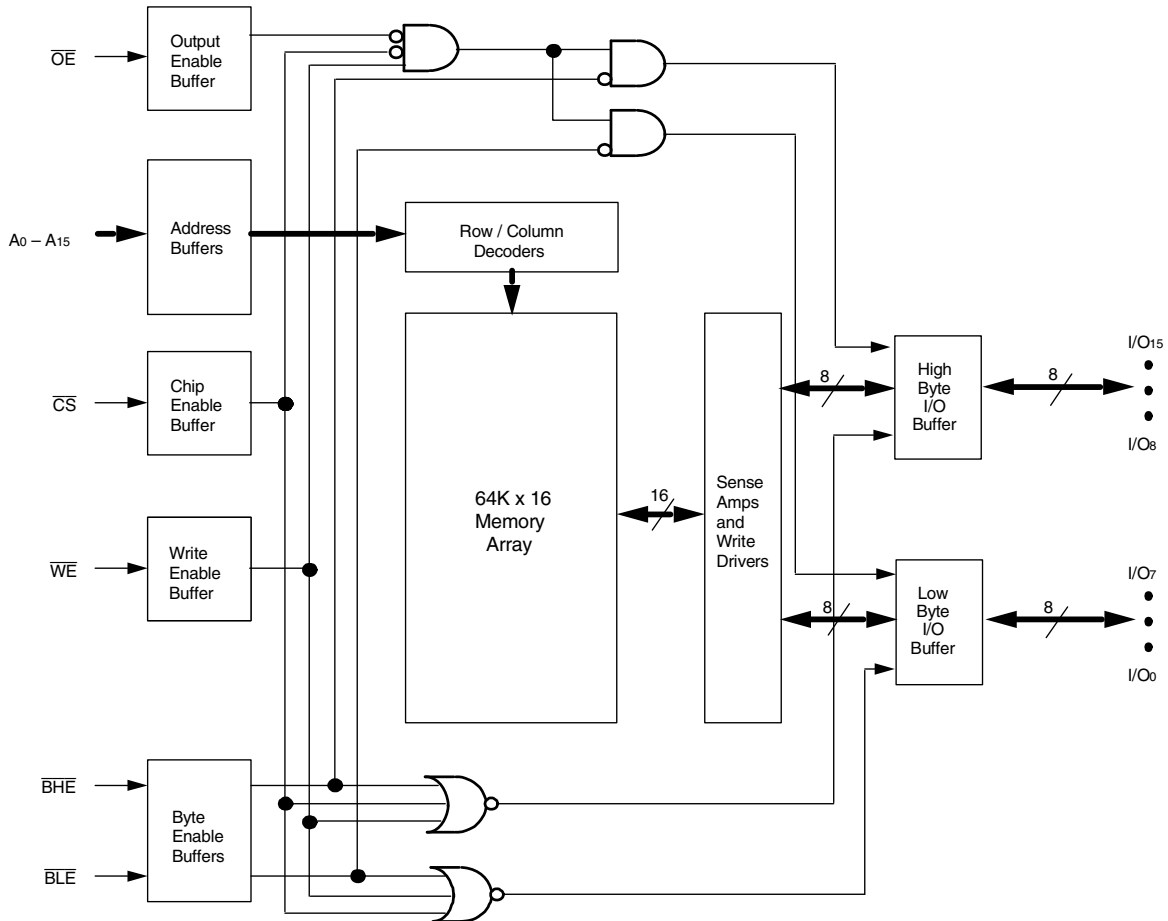 OE
Output
Enable
Buffer
A0 – A15
Address
Buffers
Row / Column
Decoders
CS
Chip
Enable
Buffer
WE
Write
Enable
Buffer
64K x 16
Memory
Array
16
Sense
Amps
and
Write
Drivers
8
High
Byte
I/O
Buffer
8
I/O15
I/O8
8
Low
Byte
I/O
Buffer
8
I/O7
I/O0
BHE
Byte
Enable
Buffers
BLE